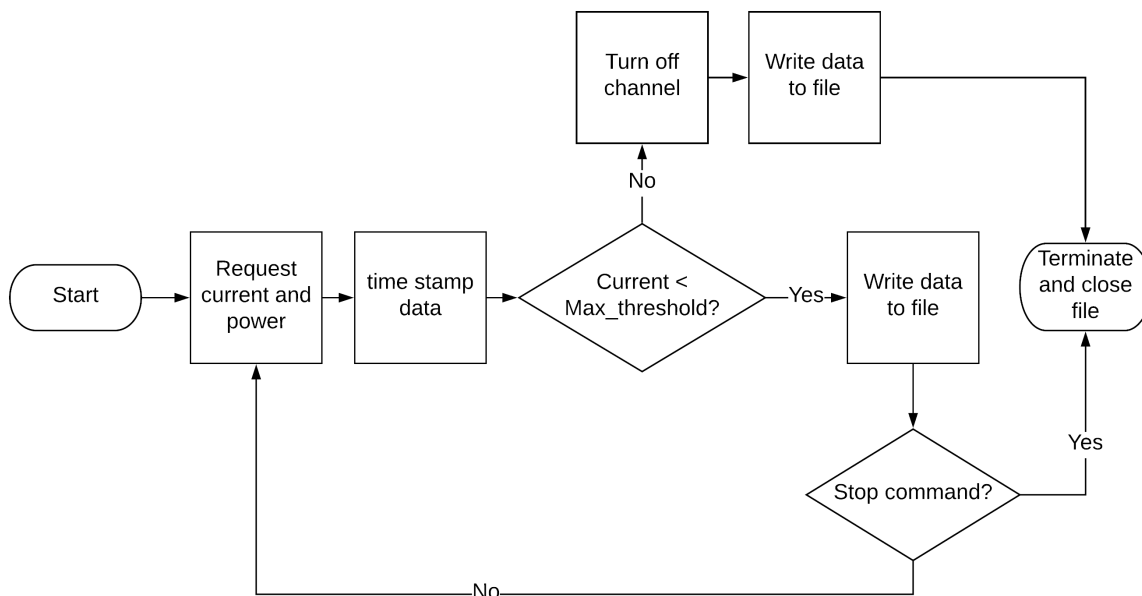 Turn off
channel
Write data
to file
No
Start
Request
current and
power
time stamp
data
Current <
Max_threshold?
Yes
Write data
to file
Terminate
and close
file
Yes
Stop command?
No